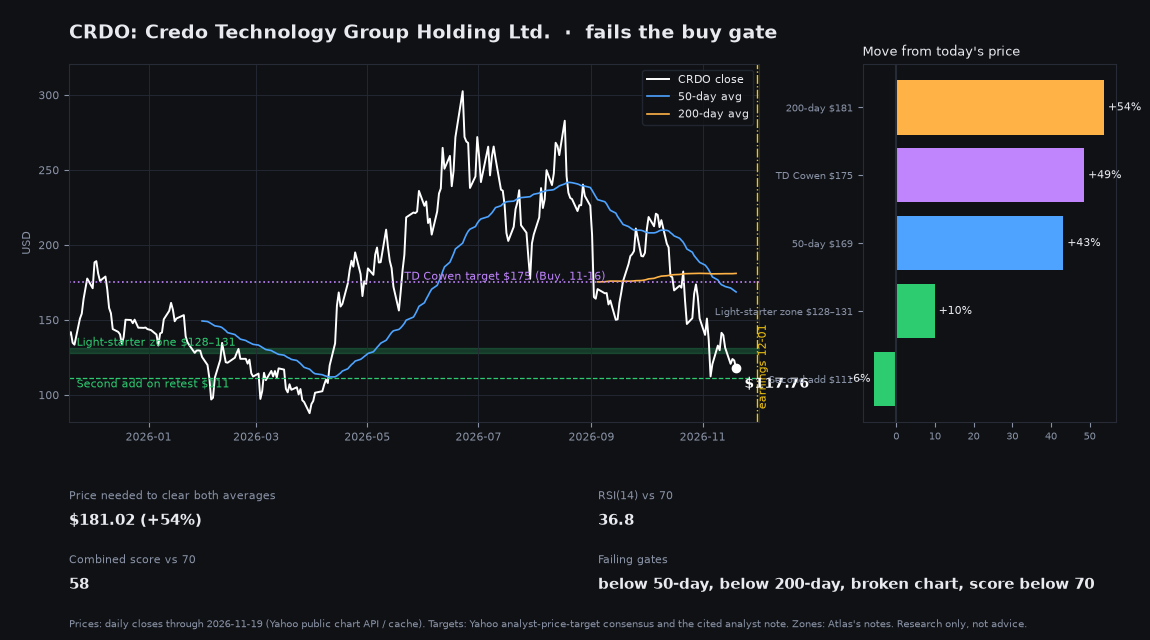 CRDO: Credo Technology Group Holding Ltd. · fails the buy gate
Move from today's price
CRDO close
50-day avg
200-day avg
USD
300
250
200
150
100
TD Cowen target $175 (Buy, 11-16)
Light-starter zone $128–131
Second add on retest $111
$117.76
earnings 12-01
2026-01
2026-03
2026-05
2026-07
2026-09
2026-11
200-day $181
+54%
TD Cowen $175
+49%
50-day $169
+43%
Light-starter zone $128–131
+10%
Second add $111
-6%
0
10
20
30
40
50
Price needed to clear both averages
$181.02 (+54%)
RSI(14) vs 70
36.8
Combined score vs 70
58
Failing gates
below 50-day, below 200-day, broken chart, score below 70
Prices: daily closes through 2026-11-19 (Yahoo public chart API / cache). Targets: Yahoo analyst-price-target consensus and the cited analyst note. Zones: Atlas's notes. Research only, not advice.